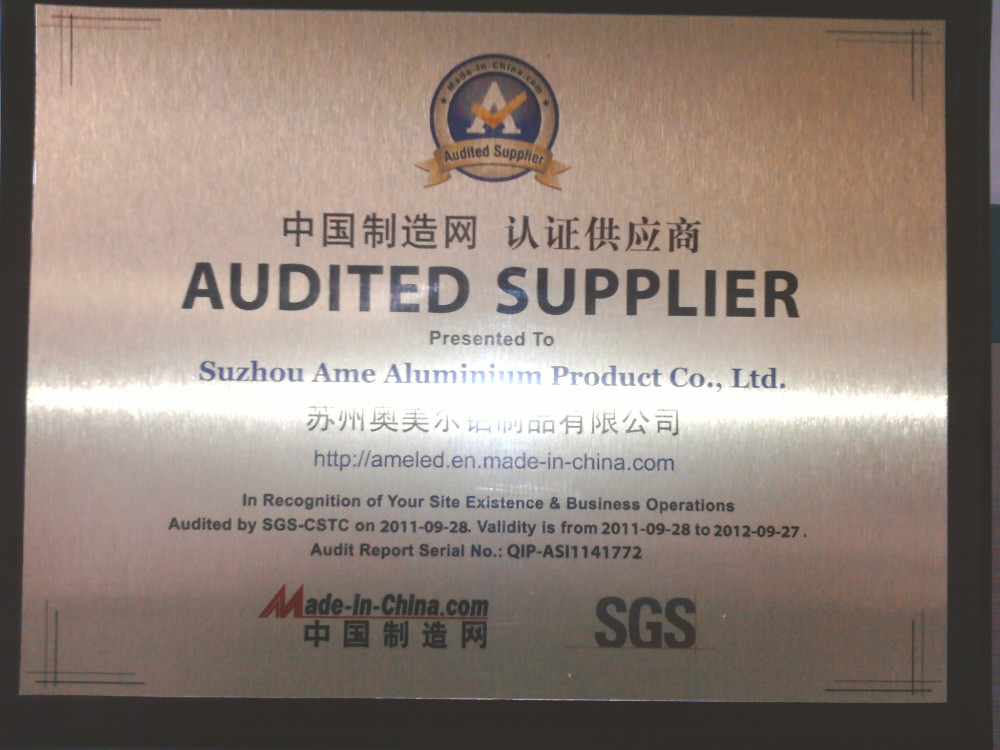 Made-in-China.com
A
Audited Supplier
中国制造网 认证供应商
AUDITED SUPPLIER
Presented To
Suzhou Ame Aluminium Product Co., Ltd.
苏州奥美尔铝制品有限公司
http://ameled.en.made-in-china.com
In Recognition of Your Site Existence & Business Operations
Audited by SGS-CSTC on 2011-09-28. Validity is from 2011-09-28 to 2012-09-27 .
Audit Report Serial No.: QIP-ASI1141772
Made-in-China.com
中国制造网
SGS